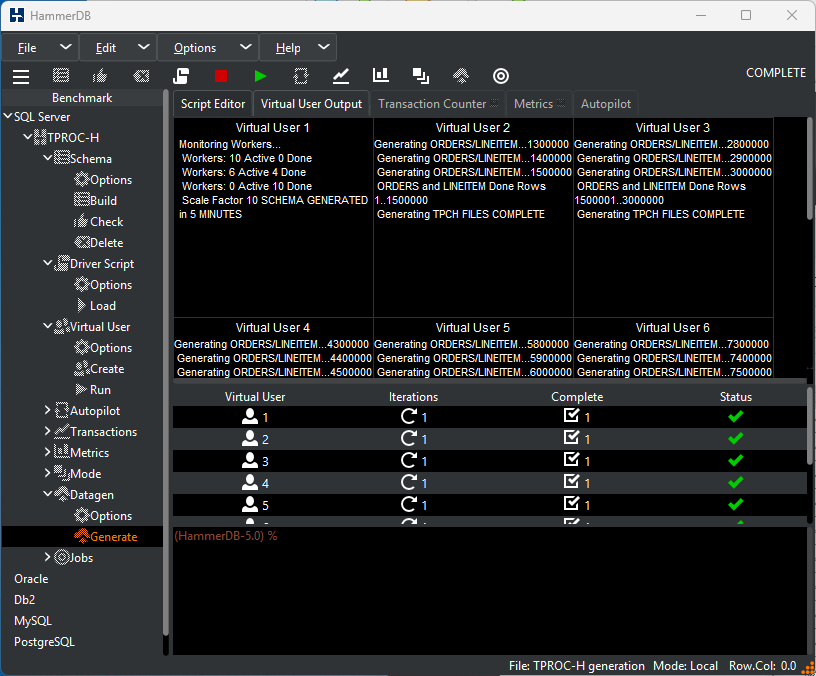 HammerDB
File Edit Options Help
COMPLETE
Benchmark
SQL Server
TPROC-H
Schema
Options
Build
Check
Delete
Driver Script
Options
Load
Virtual User
Options
Create
Run
Autopilot
Transactions
Metrics
Mode
Datagen
Options
Generate
Jobs
Oracle
Db2
MySQL
PostgreSQL
Script Editor Virtual User Output Transaction Counter Metrics Autopilot
Virtual User 1
Monitoring Workers...
Workers: 10 Active 0 Done
Workers: 6 Active 4 Done
Workers: 0 Active 10 Done
Scale Factor 10 SCHEMA GENERATED
in 5 MINUTES
Virtual User 2
Generating ORDERS/LINEITEM...1300000
Generating ORDERS/LINEITEM...1400000
Generating ORDERS/LINEITEM...1500000
ORDERS and LINEITEM Done Rows
1..1500000
Generating TPCH FILES COMPLETE
Virtual User 3
Generating ORDERS/LINEITEM...2800000
Generating ORDERS/LINEITEM...2900000
Generating ORDERS/LINEITEM...3000000
ORDERS and LINEITEM Done Rows
1500001..3000000
Generating TPCH FILES COMPLETE
Virtual User 4
Generating ORDERS/LINEITEM...4300000
Generating ORDERS/LINEITEM...4400000
Generating ORDERS/LINEITEM...4500000
Virtual User 5
Generating ORDERS/LINEITEM...5800000
Generating ORDERS/LINEITEM...5900000
Generating ORDERS/LINEITEM...6000000
Virtual User 6
Generating ORDERS/LINEITEM...7300000
Generating ORDERS/LINEITEM...7400000
Generating ORDERS/LINEITEM...7500000
Virtual User Iterations Complete Status
1 1 1
2 1 1
3 1 1
4 1 1
5 1 1
(HammerDB-5.0) %
File: TPROC-H generation Mode: Local Row.Col: 0.0